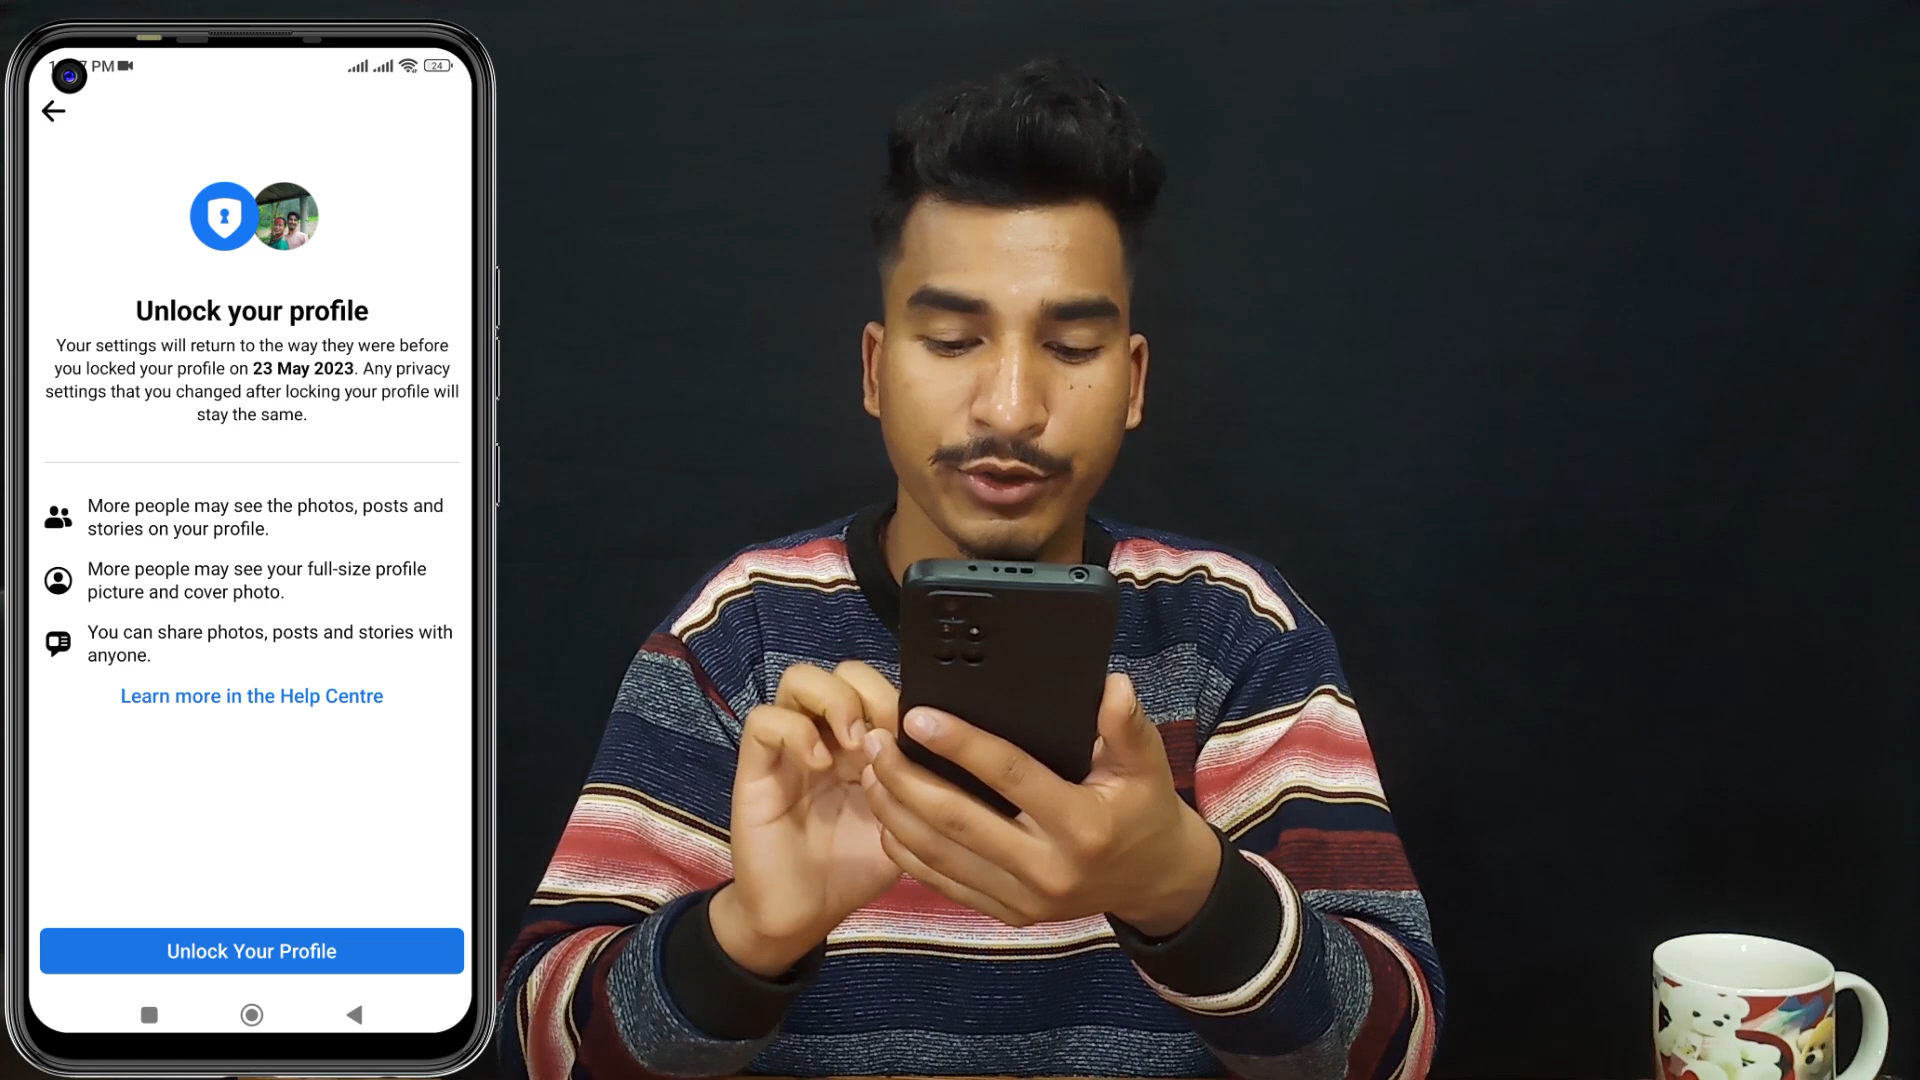 PM
24
Unlock your profile
Your settings will return to the way they were before
you locked your profile on 23 May 2023. Any privacy
settings that you changed after locking your profile will
stay the same.
More people may see the photos, posts and
stories on your profile.
More people may see your full-size profile
picture and cover photo.
You can share photos, posts and stories with
anyone.
Learn more in the Help Centre
Unlock Your Profile